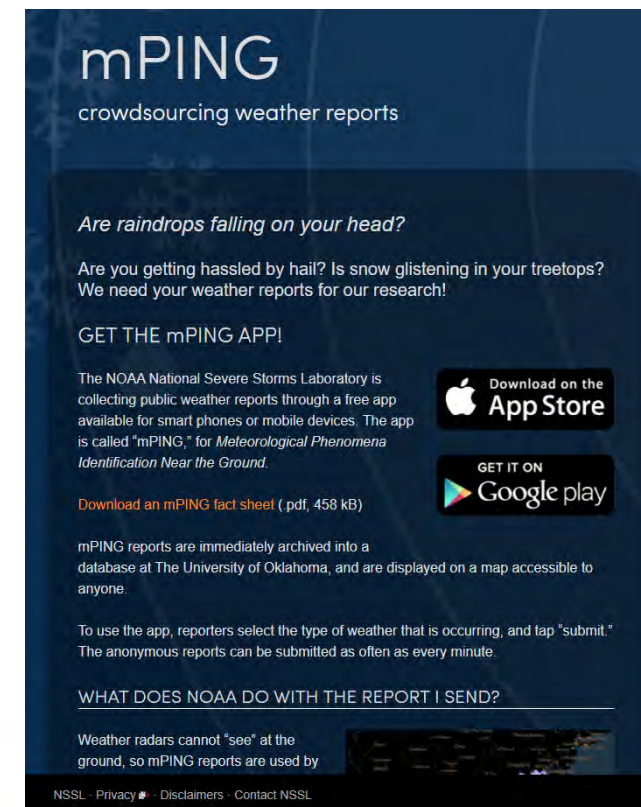 mPING
crowdsourcing weather reports
Are raindrops falling on your head?
Are you getting hassled by hail? Is snow glistening in your treetops?
We need your weather reports for our research!
GET THE mPING APP!
The NOAA National Severe Storms Laboratory is
collecting public weather reports through a free app
available for smart phones or mobile devices. The app
is called “mPING,” for Meteorological Phenomena
Identification Near the Ground.
Download on the
App Store
GET IT ON
Google play
Download an mPING fact sheet (.pdf, 458 kB)
mPING reports are immediately archived into a
database at The University of Oklahoma, and are displayed on a map accessible to
anyone.
To use the app, reporters select the type of weather that is occurring, and tap “submit.”
The anonymous reports can be submitted as often as every minute.
WHAT DOES NOAA DO WITH THE REPORT I SEND?
Weather radars cannot “see” at the
ground, so mPING reports are used by
NSSL · Privacy · Disclaimers · Contact NSSL